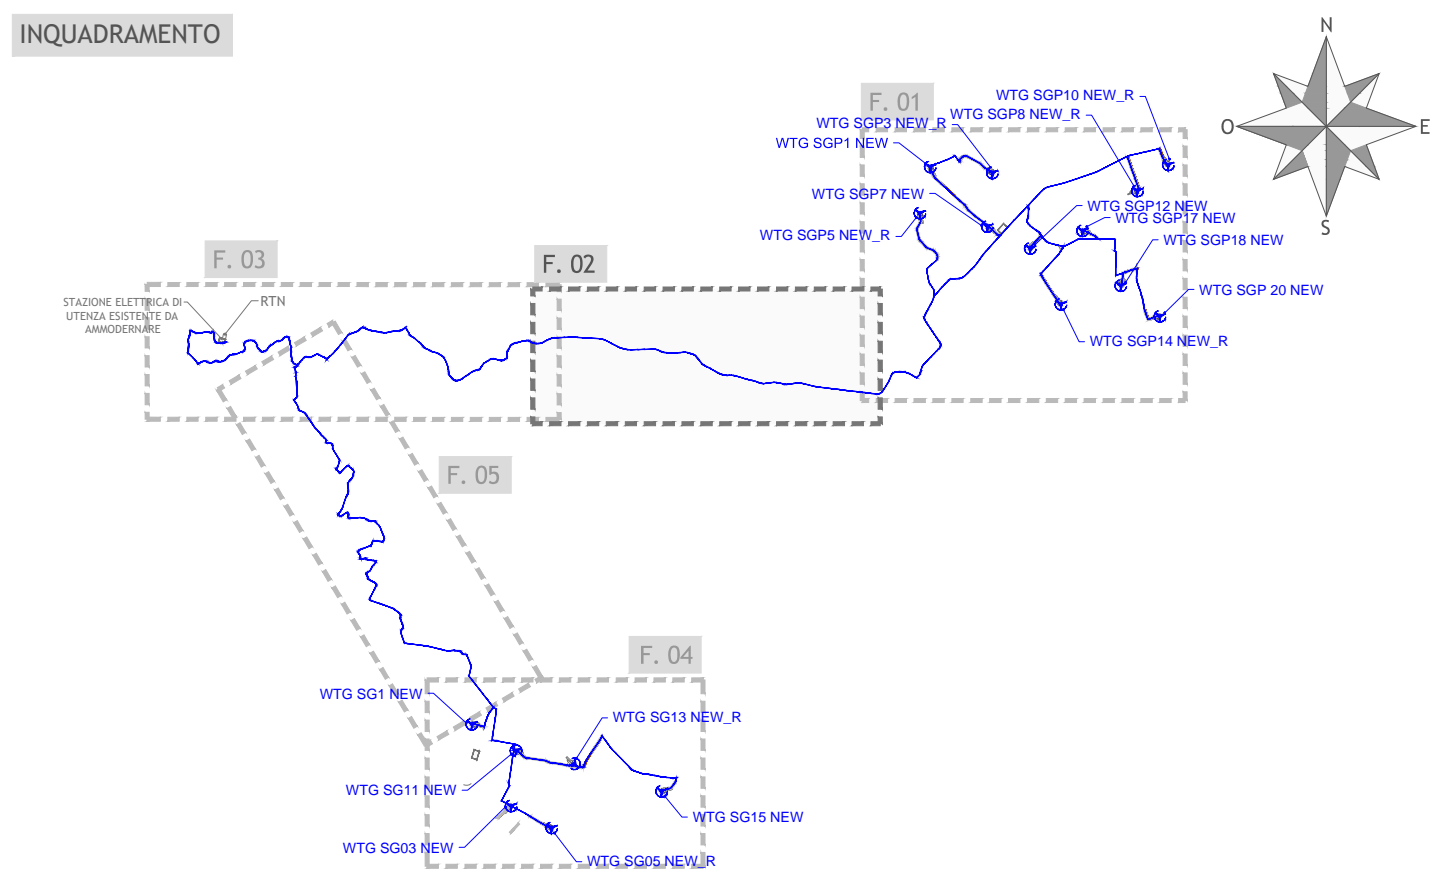 INQUADRAMENTO
N
O
E
S
F. 01
WTG SGP10 NEW_R
WTG SGP8 NEW_R
WTG SGP3 NEW_R
WTG SGP1 NEW
WTG SGP7 NEW
WTG SGP5 NEW_R
WTG SGP12 NEW
WTG SGP17 NEW
WTG SGP18 NEW
WTG SGP 20 NEW
WTG SGP14 NEW_R
F. 02
F. 03
STAZIONE ELETTRICA DI
UTENZA ESISTENTE DA
AMMODERNARE
RTN
F. 05
F. 04
WTG SG1 NEW
WTG SG13 NEW_R
WTG SG11 NEW
WTG SG15 NEW
WTG SG03 NEW
WTG SG05 NEW_R